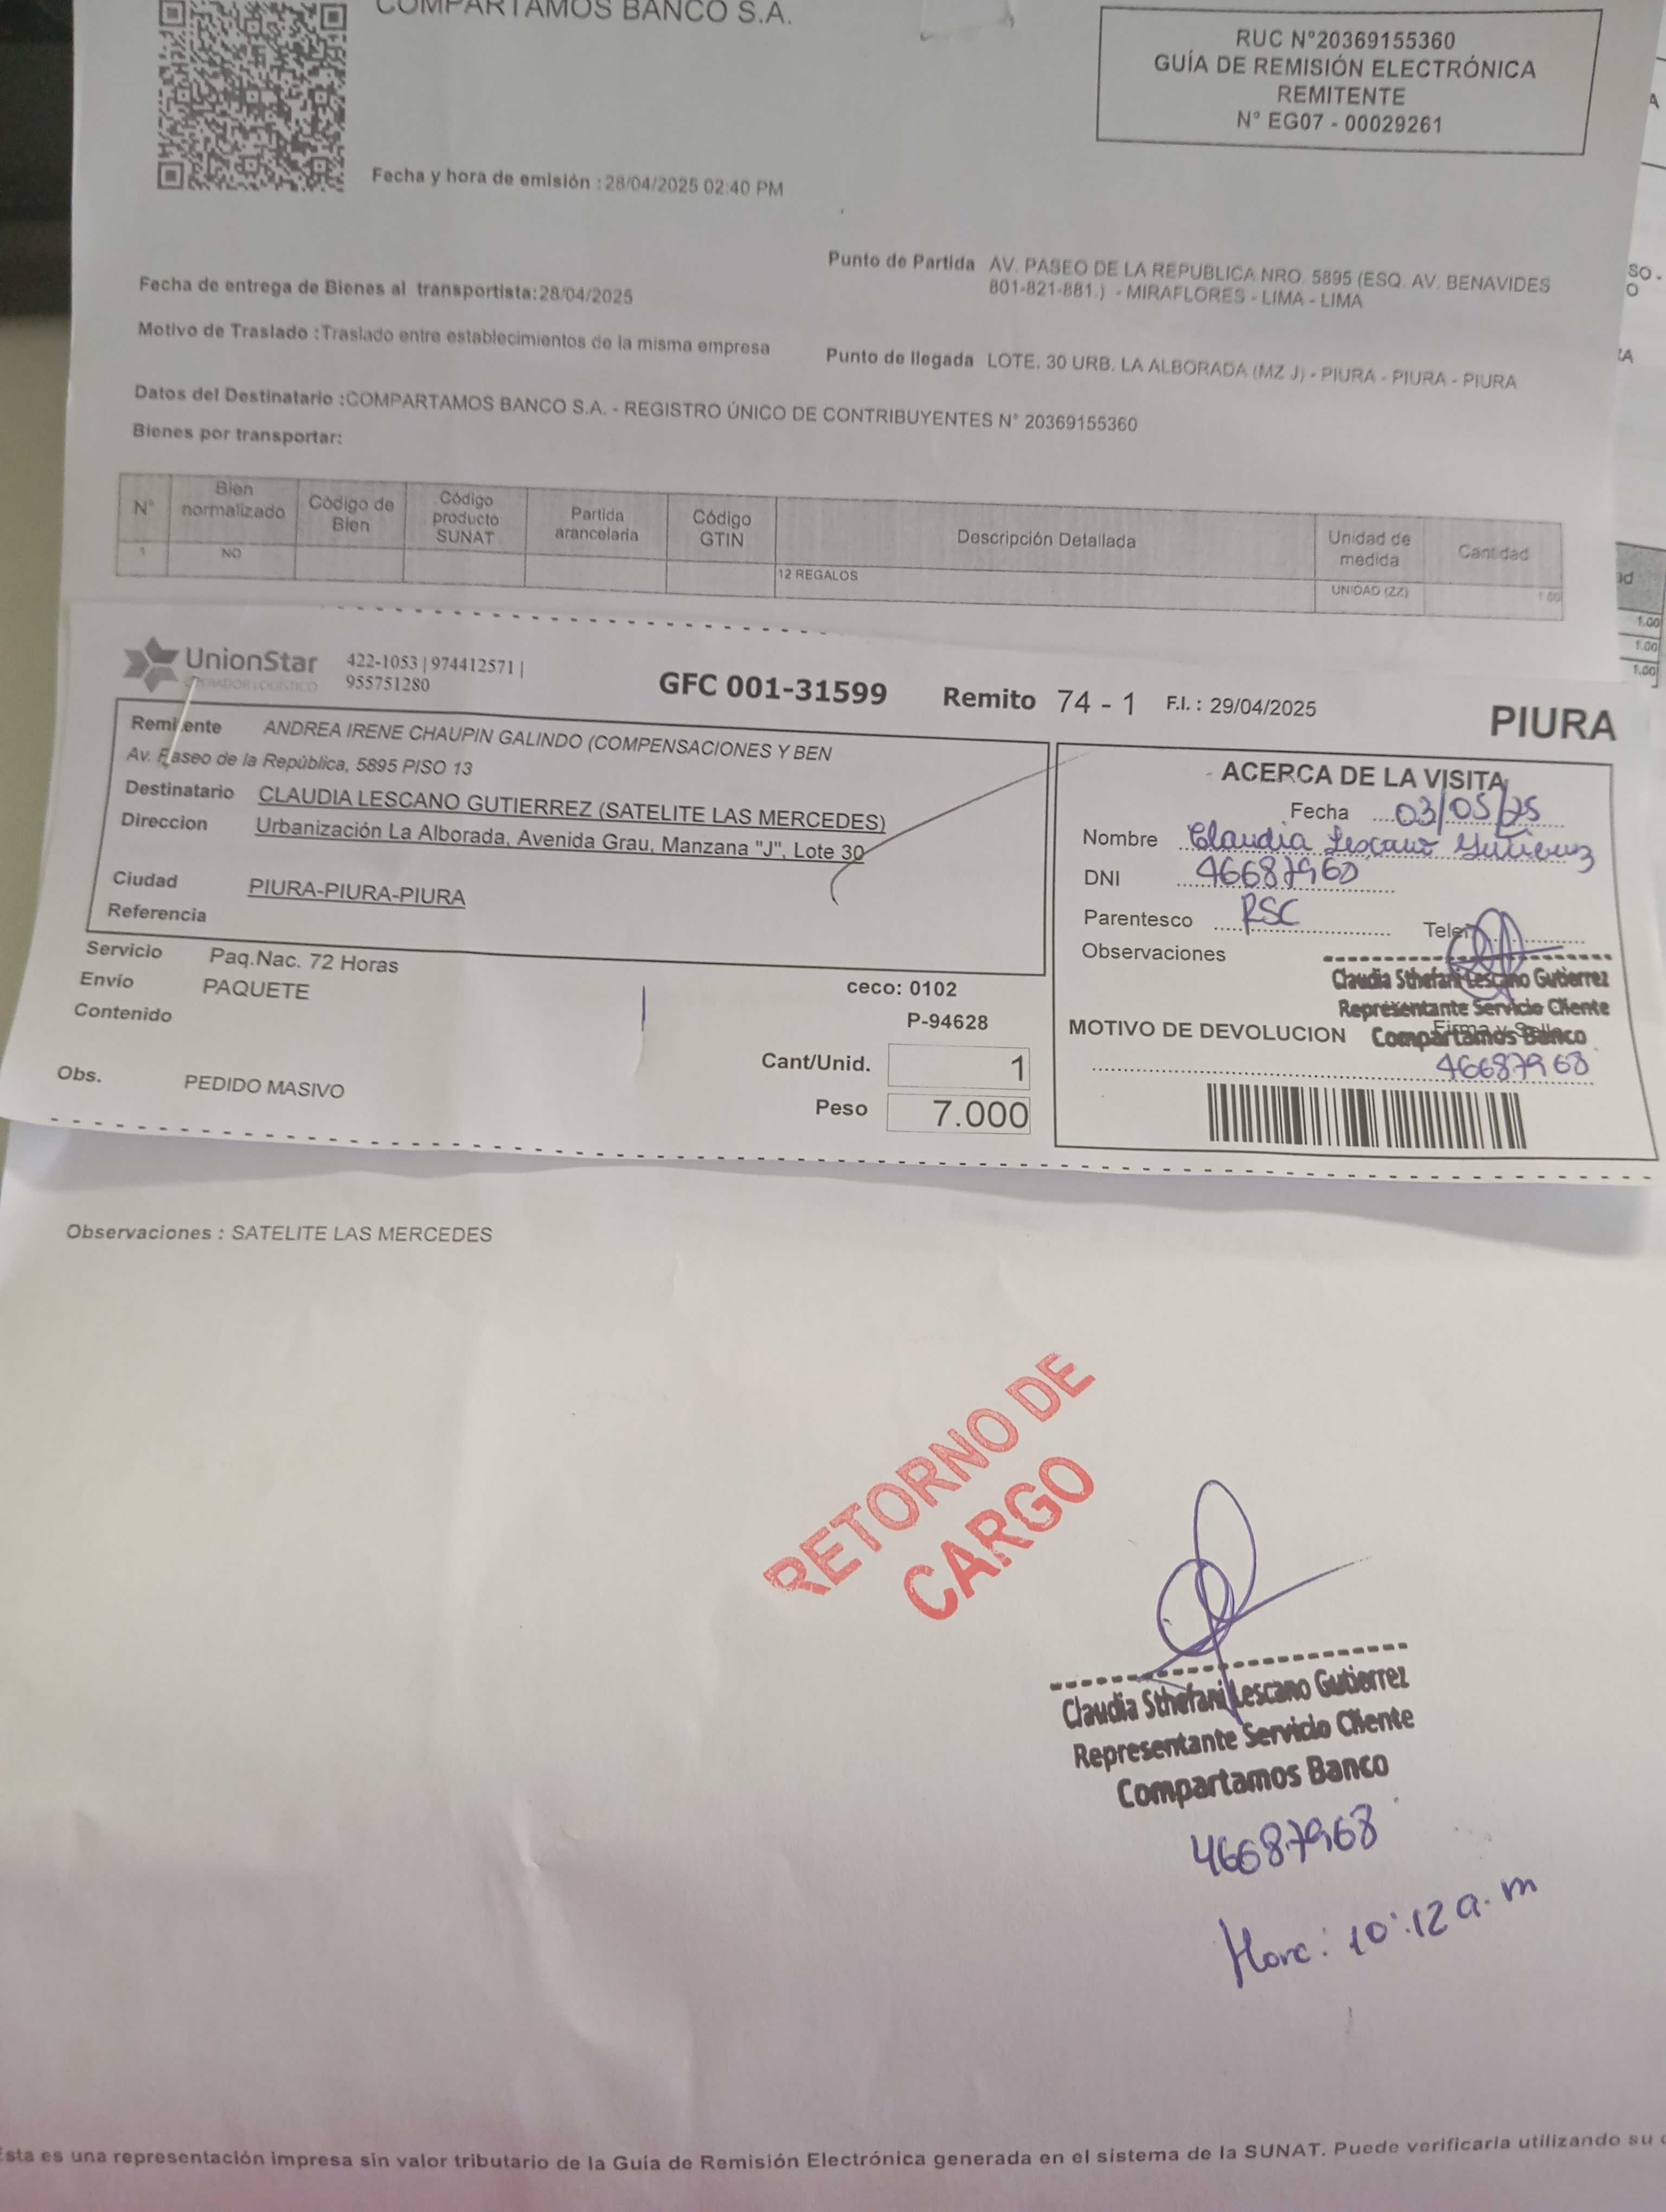 COMPARTAMOS BANCO S.A.
RUC N°20369155360
GUÍA DE REMISIÓN ELECTRÓNICA
REMITENTE
N° EG07 - 00029261
Fecha y hora de emisión : 28/04/2025 02:40 PM
Fecha de entrega de Bienes al transportista:28/04/2025
Punto de Partida AV. PASEO DE LA REPUBLICA NRO. 5895 (ESQ. AV. BENAVIDES
801-821-881.) - MIRAFLORES - LIMA - LIMA
Motivo de Traslado :Traslado entre establecimientos de la misma empresa
Punto de llegada LOTE. 30 URB. LA ALBORADA (MZ J) - PIURA - PIURA - PIURA
Datos del Destinatario :COMPARTAMOS BANCO S.A. - REGISTRO ÚNICO DE CONTRIBUYENTES N° 20369155360
Bienes por transportar:
N° Bien normalizado Código de Bien Código producto SUNAT Partida arancelaria Código GTIN Descripción Detallada Unidad de medida Cantidad
1 NO 12 REGALOS UNIDAD (ZZ) 1.00
UnionStar
OPERADOR LOGÍSTICO
422-1053 | 974412571 |
955751280
GFC 001-31599 Remito 74 - 1 F.I. : 29/04/2025 PIURA
Remitente ANDREA IRENE CHAUPIN GALINDO (COMPENSACIONES Y BEN
Av. Paseo de la República, 5895 PISO 13
Destinatario CLAUDIA LESCANO GUTIERREZ (SATELITE LAS MERCEDES)
Direccion Urbanización La Alborada, Avenida Grau, Manzana "J", Lote 30
Ciudad PIURA-PIURA-PIURA
Referencia
Servicio Paq.Nac. 72 Horas
Envío PAQUETE
Contenido
ceco: 0102
P-94628
Cant/Unid. 1
Peso 7.000
Obs. PEDIDO MASIVO
ACERCA DE LA VISITA
Fecha 03/05/25
Nombre Claudia Lescano Gutierrez
DNI 46687968
Parentesco RSC
Observaciones
Claudia Sthefani Lescano Gutierrez
Representante Servicio Cliente
Compartamos Banco
MOTIVO DE DEVOLUCION
46687968
Observaciones : SATELITE LAS MERCEDES
RETORNO DE
CARGO
Claudia Sthefani Lescano Gutierrez
Representante Servicio Cliente
Compartamos Banco
46687968
Hora: 10:12 a.m
Esta es una representación impresa sin valor tributario de la Guía de Remisión Electrónica generada en el sistema de la SUNAT. Puede verificarla utilizando su
1.00
1.00
1.00